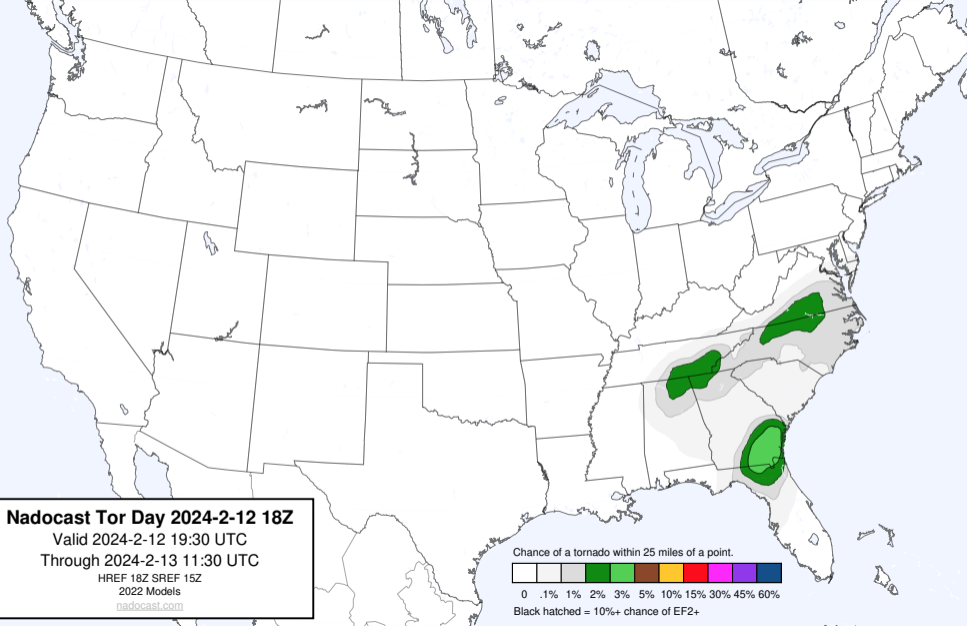 Nadocast Tor Day 2024-2-12 18Z
Valid 2024-2-12 19:30 UTC
Through 2024-2-13 11:30 UTC
HREF 18Z SREF 15Z
2022 Models
nadocast.com
Chance of a tornado within 25 miles of a point.
0 .1% 1% 2% 3% 5% 10% 15% 30% 45% 60%
Black hatched = 10%+ chance of EF2+